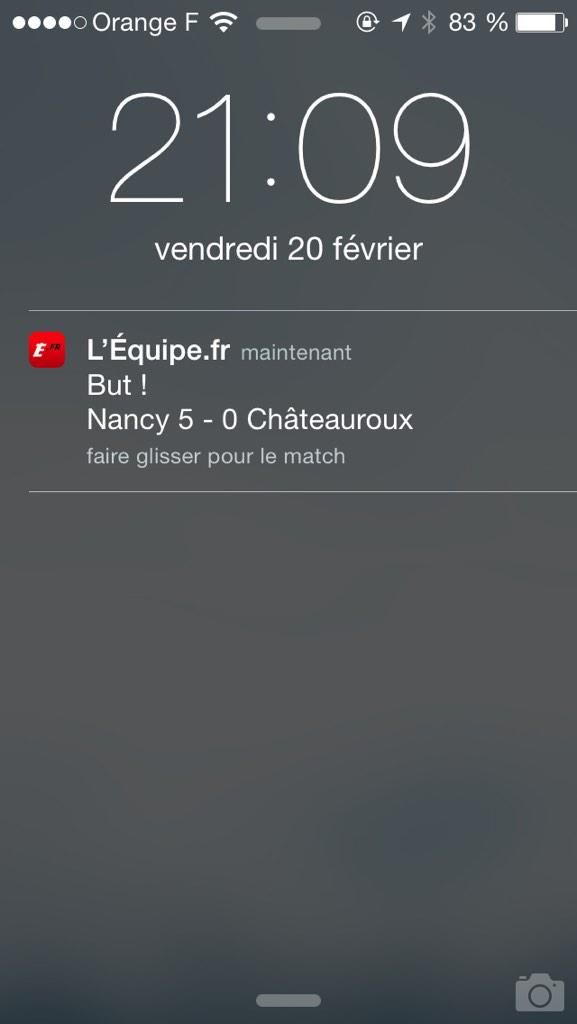 Orange F 83 %
21:09
vendredi 20 février
L'Équipe.fr maintenant
But !
Nancy 5 - 0 Châteauroux
faire glisser pour le match